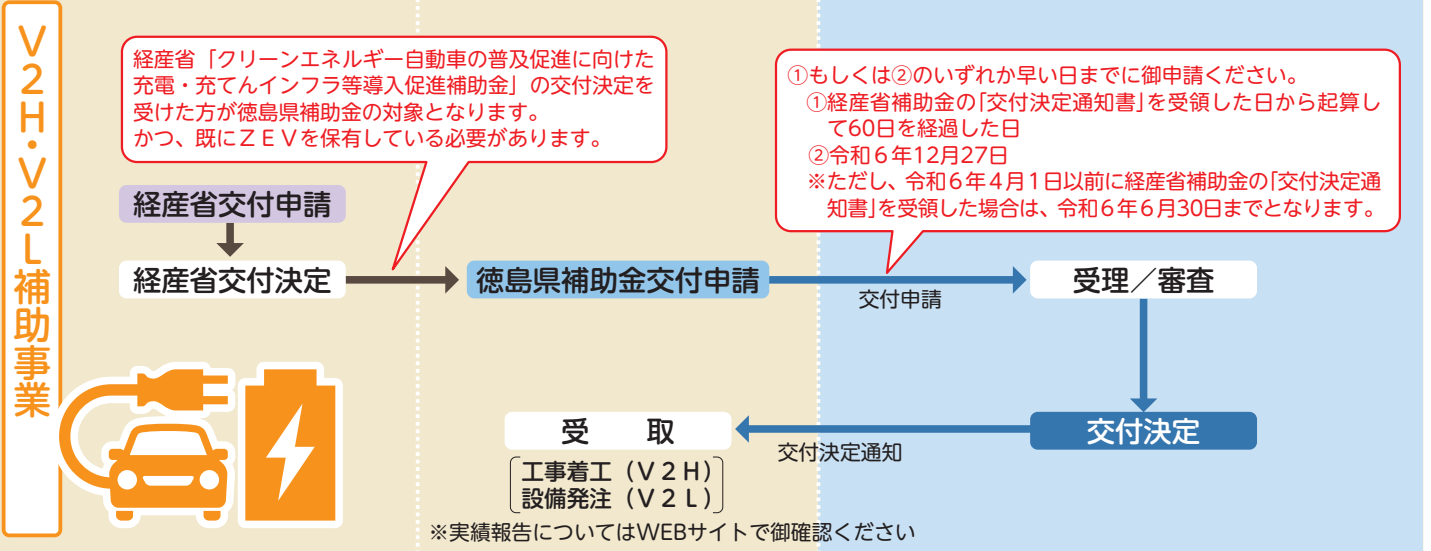 V2H・V2L補助事業
経産省「クリーンエネルギー自動車の普及促進に向けた
充電・充てんインフラ等導入促進補助金」の交付決定を
受けた方が徳島県補助金の対象となります。
かつ、既にＺＥＶを保有している必要があります。
①もしくは②のいずれか早い日までに御申請ください。
①経産省補助金の「交付決定通知書」を受領した日から起算し
て60日を経過した日
②令和６年12月27日
※ただし、令和６年４月１日以前に経産省補助金の「交付決定通
知書」を受領した場合は、令和６年６月30日までとなります。
経産省交付申請
経産省交付決定
徳島県補助金交付申請
交付申請
受理／審査
交付決定
交付決定通知
受　取
工事着工（Ｖ２Ｈ）
設備発注（Ｖ２Ｌ）
※実績報告についてはWEBサイトで御確認ください